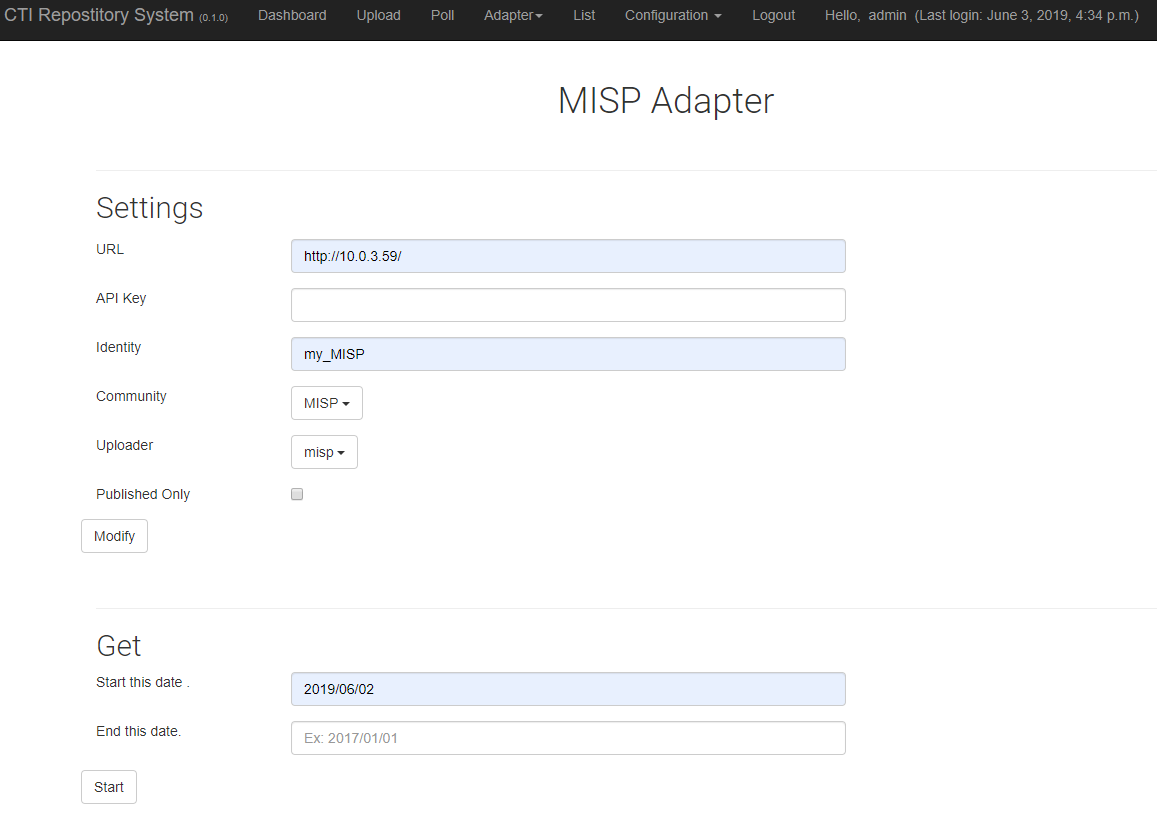 CTI Repostitory System (0.1.0) Dashboard Upload Poll Adapter List Configuration Logout Hello, admin (Last login: June 3, 2019, 4:34 p.m.)
MISP Adapter
Settings
URL http://10.0.3.59/
API Key
Identity my_MISP
Community MISP
Uploader misp
Published Only
Modify
Get
Start this date . 2019/06/02
End this date. Ex: 2017/01/01
Start